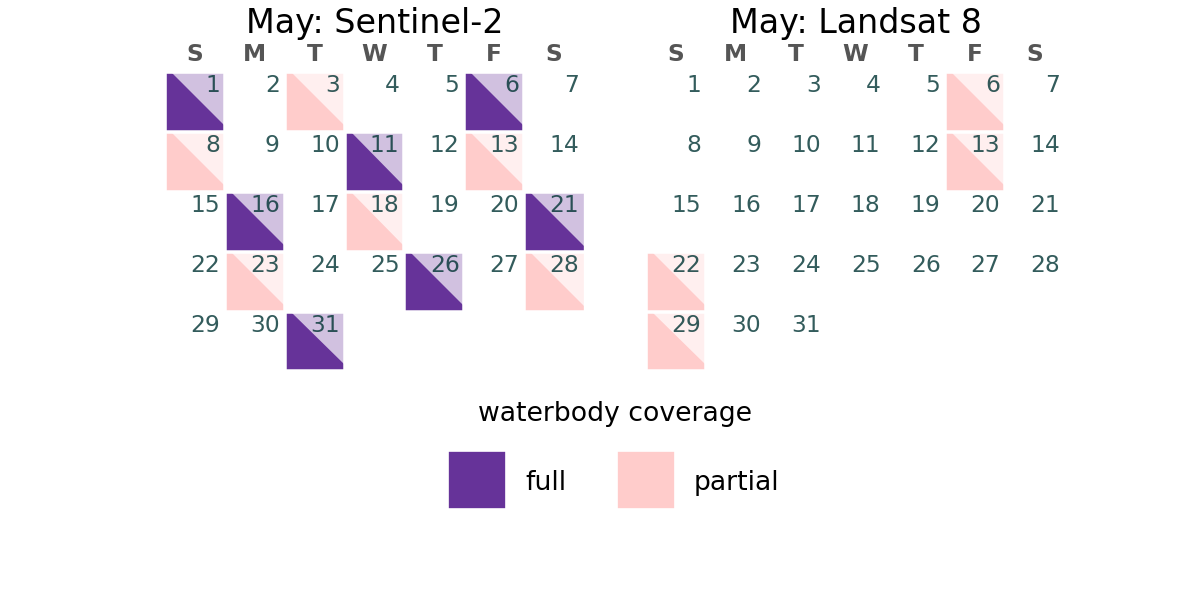 May: Sentinel-2
S M T W T F S
1 2 3 4 5 6 7
8 9 10 11 12 13 14
15 16 17 18 19 20 21
22 23 24 25 26 27 28
29 30 31
May: Landsat 8
S M T W T F S
1 2 3 4 5 6 7
8 9 10 11 12 13 14
15 16 17 18 19 20 21
22 23 24 25 26 27 28
29 30 31
waterbody coverage
full partial